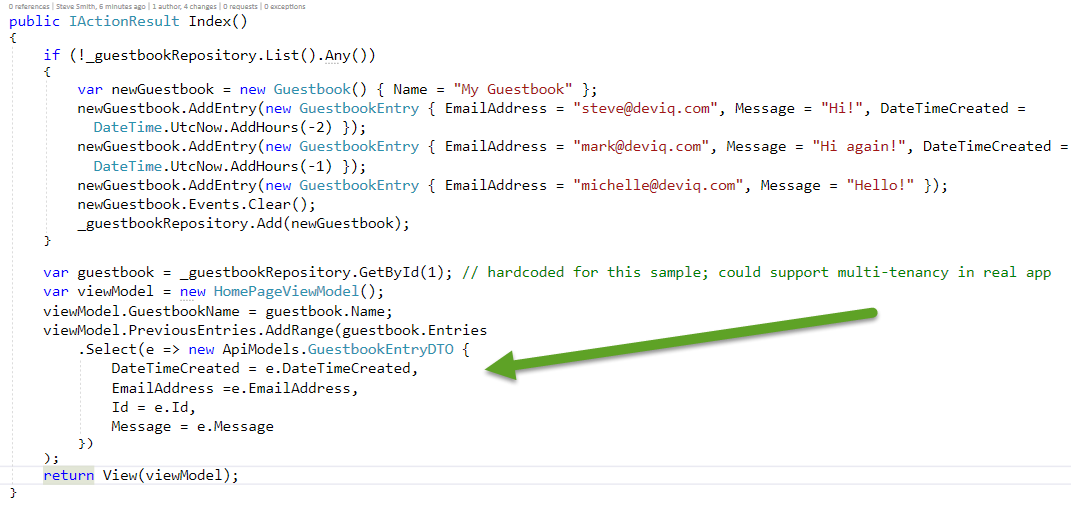 0 references | Steve Smith, 6 minutes ago | 1 author, 4 changes | 0 requests | 0 exceptions
public IActionResult Index()
{
    if (!_guestbookRepository.List().Any())
    {
        var newGuestbook = new Guestbook() { Name = "My Guestbook" };
        newGuestbook.AddEntry(new GuestbookEntry { EmailAddress = "steve@deviq.com", Message = "Hi!", DateTimeCreated =
          DateTime.UtcNow.AddHours(-2) });
        newGuestbook.AddEntry(new GuestbookEntry { EmailAddress = "mark@deviq.com", Message = "Hi again!", DateTimeCreated =
          DateTime.UtcNow.AddHours(-1) });
        newGuestbook.AddEntry(new GuestbookEntry { EmailAddress = "michelle@deviq.com", Message = "Hello!" });
        newGuestbook.Events.Clear();
        _guestbookRepository.Add(newGuestbook);
    }
    var guestbook = _guestbookRepository.GetById(1); // hardcoded for this sample; could support multi-tenancy in real app
    var viewModel = new HomePageViewModel();
    viewModel.GuestbookName = guestbook.Name;
    viewModel.PreviousEntries.AddRange(guestbook.Entries
        .Select(e => new ApiModels.GuestbookEntryDTO {
            DateTimeCreated = e.DateTimeCreated,
            EmailAddress =e.EmailAddress,
            Id = e.Id,
            Message = e.Message
        })
    );
    return View(viewModel);
}